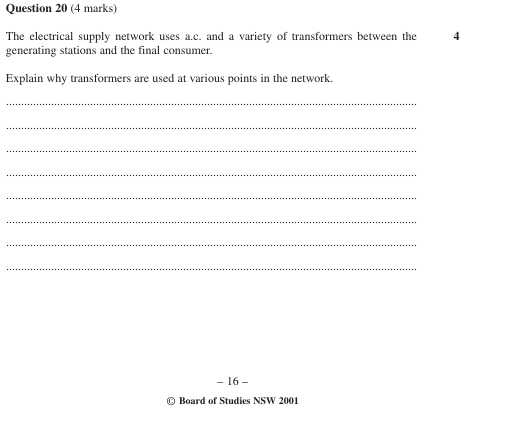 Question 20 (4 marks)
The electrical supply network uses a.c. and a variety of transformers between the 4
generating stations and the final consumer.
Explain why transformers are used at various points in the network.
– 16 –
© Board of Studies NSW 2001